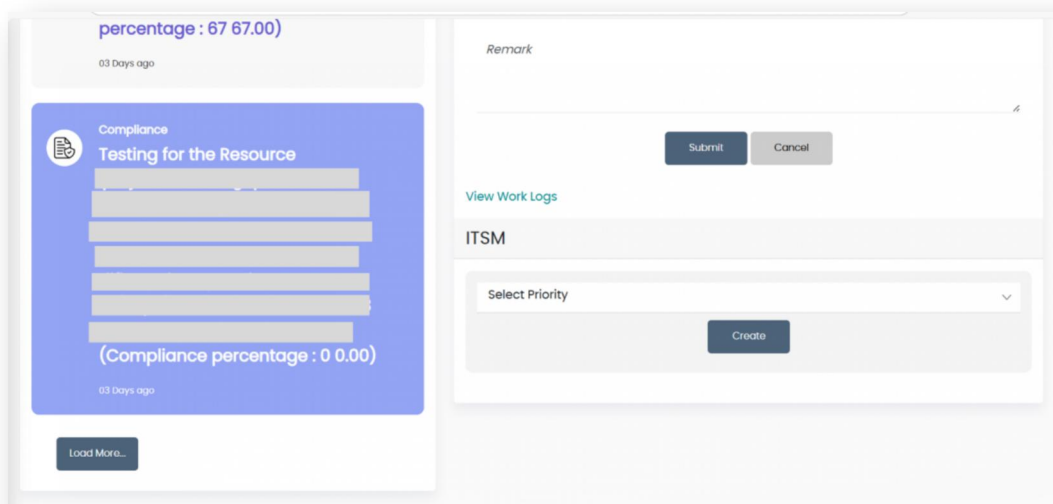 percentage : 67 67.00)
03 Days ago
Compliance
Testing for the Resource
(Compliance percentage : 0 0.00)
03 Days ago
Load More...
Remark
Submit
Cancel
View Work Logs
ITSM
Select Priority
Create